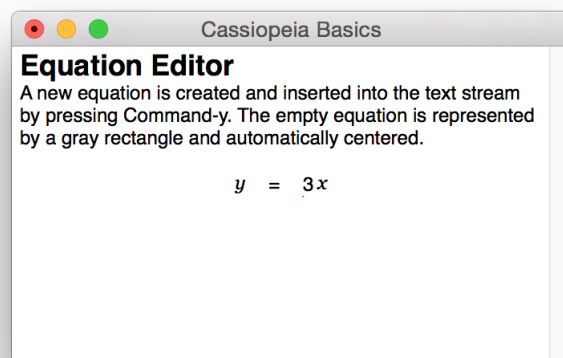 Cassiopeia Basics
Equation Editor
A new equation is created and inserted into the text stream
by pressing Command-y. The empty equation is represented
by a gray rectangle and automatically centered.
y = 3x